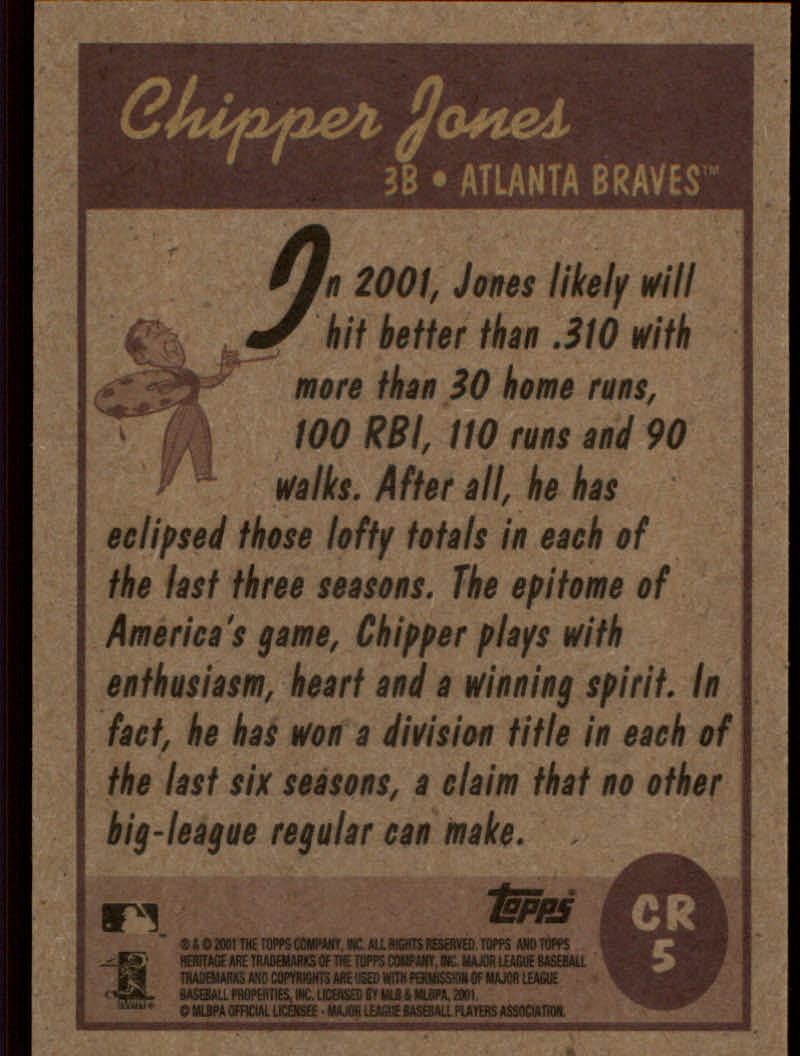 Chipper Jones
3B • ATLANTA BRAVES™
In 2001, Jones likely will
hit better than .310 with
more than 30 home runs,
100 RBI, 110 runs and 90
walks. After all, he has
eclipsed those lofty totals in each of
the last three seasons. The epitome of
America's game, Chipper plays with
enthusiasm, heart and a winning spirit. In
fact, he has won a division title in each of
the last six seasons, a claim that no other
big-league regular can make.
Topps
CR
5
® & © 2001 THE TOPPS COMPANY, INC. ALL RIGHTS RESERVED. TOPPS AND TOPPS
HERITAGE ARE TRADEMARKS OF THE TOPPS COMPANY, INC. MAJOR LEAGUE BASEBALL
TRADEMARKS AND COPYRIGHTS ARE USED WITH PERMISSION OF MAJOR LEAGUE
BASEBALL PROPERTIES, INC. LICENSED BY MLB & MLBPA, 2001.
© MLBPA OFFICIAL LICENSEE - MAJOR LEAGUE BASEBALL PLAYERS ASSOCIATION.